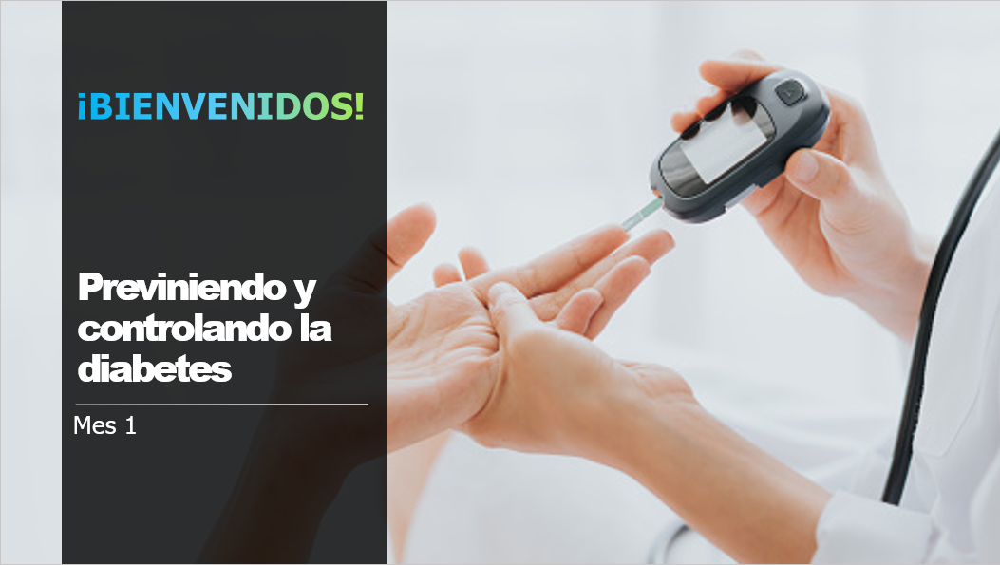 ¡BIENVENIDOS!
Previniendo y
controlando la
diabetes
Mes 1